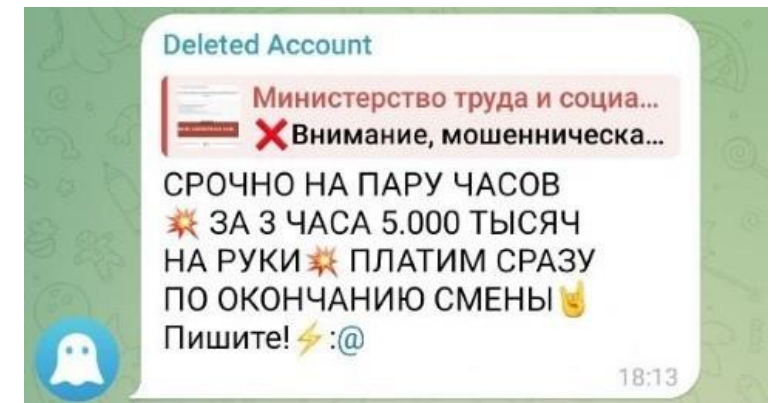 Deleted Account
Министерство труда и социа...
❌Внимание, мошенническа...
СРОЧНО НА ПАРУ ЧАСОВ
💥 ЗА 3 ЧАСА 5.000 ТЫСЯЧ
НА РУКИ💥 ПЛАТИМ СРАЗУ
ПО ОКОНЧАНИЮ СМЕНЫ🤘
Пишите!⚡:@
18:13